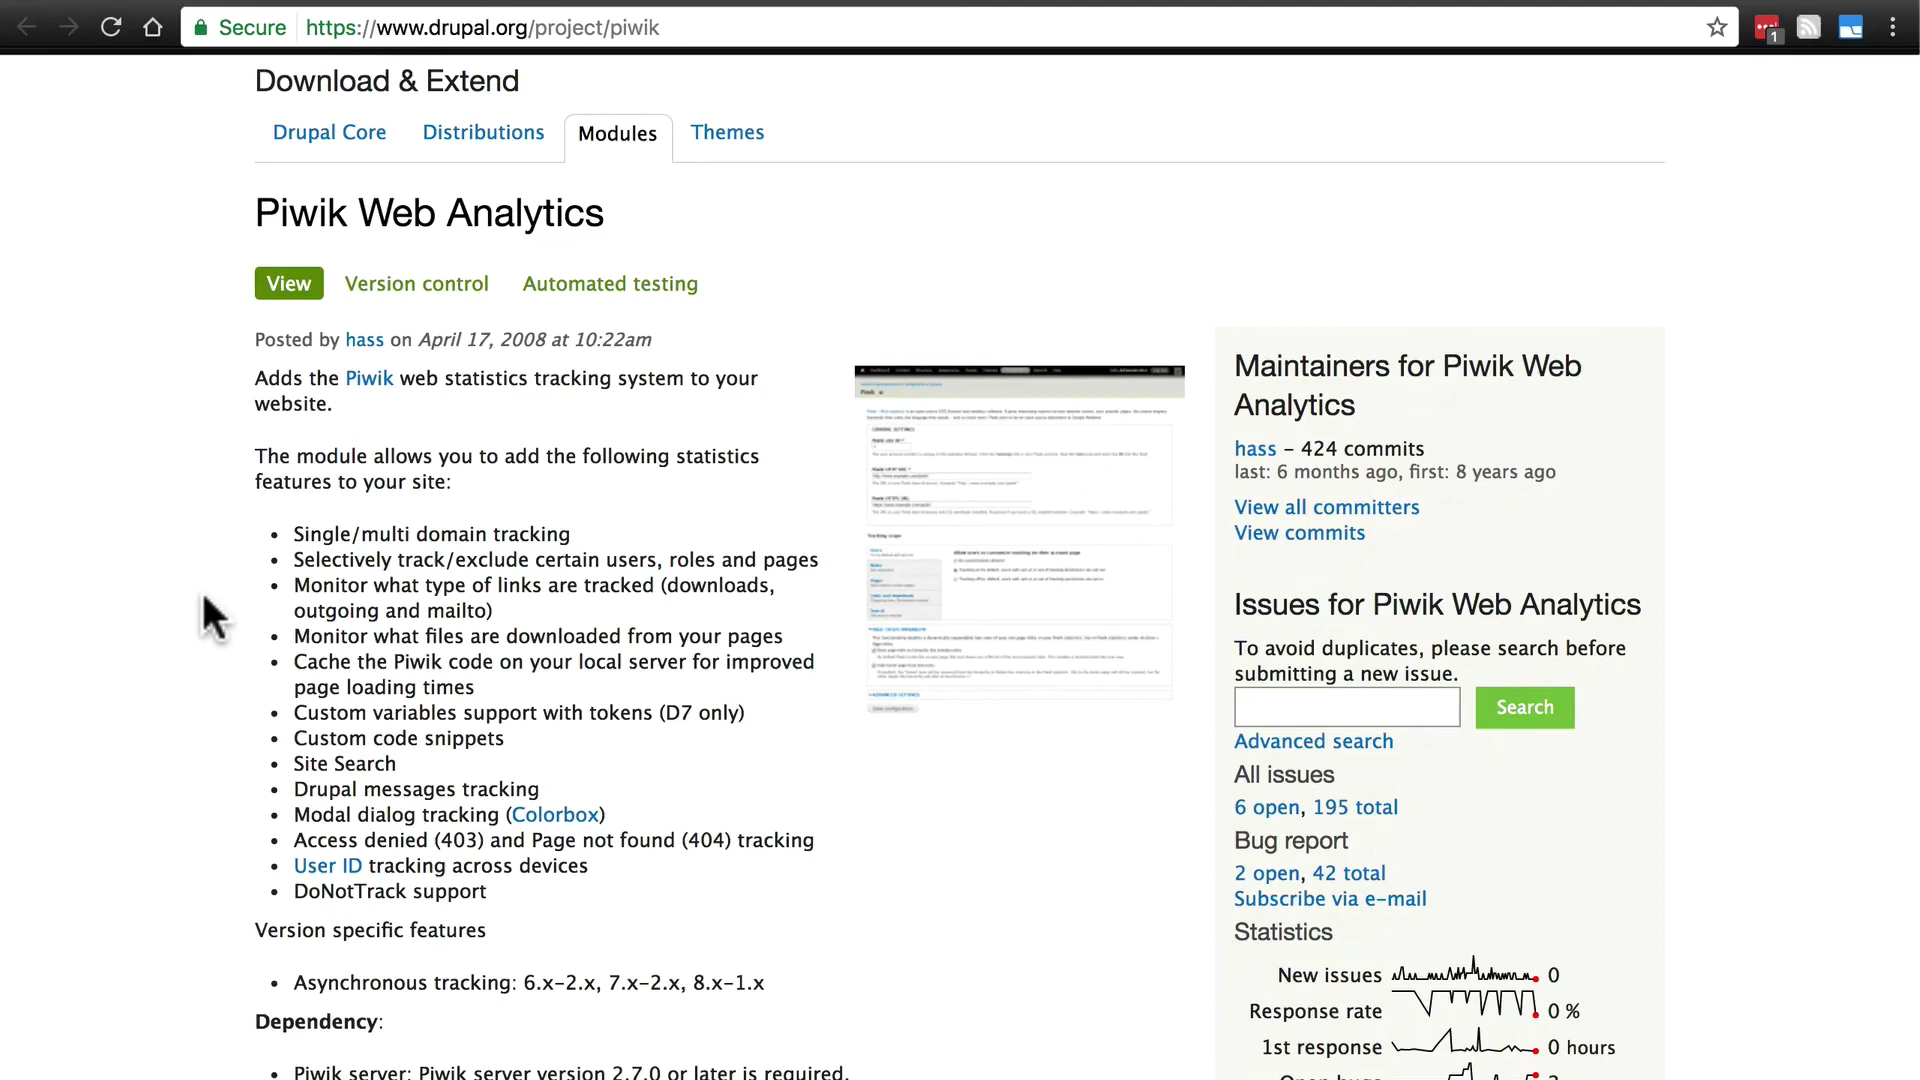 Secure https://www.drupal.org/project/piwik
1
Download & Extend
Drupal Core Distributions Modules Themes
Piwik Web Analytics
View Version control Automated testing
Posted by hass on April 17, 2008 at 10:22am
Adds the Piwik web statistics tracking system to your
website.
The module allows you to add the following statistics
features to your site:
• Single/multi domain tracking
• Selectively track/exclude certain users, roles and pages
• Monitor what type of links are tracked (downloads,
outgoing and mailto)
• Monitor what files are downloaded from your pages
• Cache the Piwik code on your local server for improved
page loading times
• Custom variables support with tokens (D7 only)
• Custom code snippets
• Site Search
• Drupal messages tracking
• Modal dialog tracking (Colorbox)
• Access denied (403) and Page not found (404) tracking
• User ID tracking across devices
• DoNotTrack support
Version specific features
• Asynchronous tracking: 6.x-2.x, 7.x-2.x, 8.x-1.x
Dependency:
• Piwik server: Piwik server version 2.7.0 or later is required.
Maintainers for Piwik Web
Analytics
hass – 424 commits
last: 6 months ago, first: 8 years ago
View all committers
View commits
Issues for Piwik Web Analytics
To avoid duplicates, please search before
submitting a new issue.
Search
Advanced search
All issues
6 open, 195 total
Bug report
2 open, 42 total
Subscribe via e-mail
Statistics
New issues 0
Response rate 0 %
1st response 0 hours